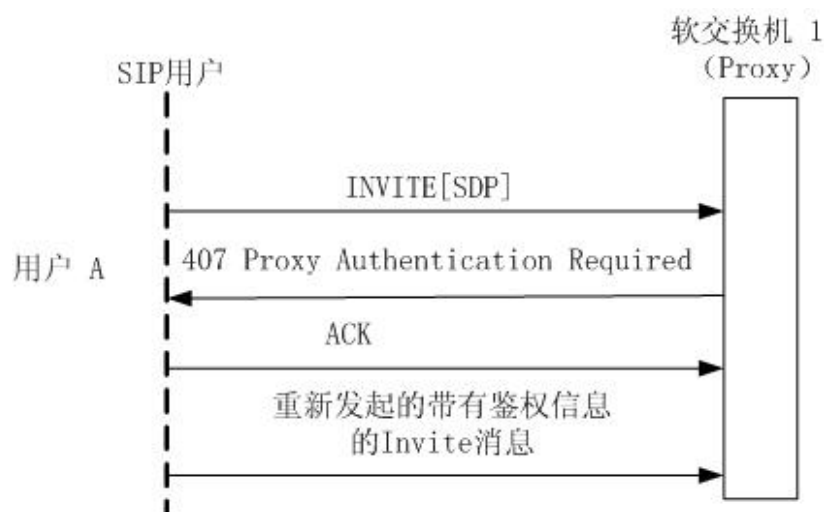 软交换机 1
（Proxy）
SIP用户
INVITE[SDP]
用户 A
407 Proxy Authentication Required
ACK
重新发起的带有鉴权信息
的Invite消息